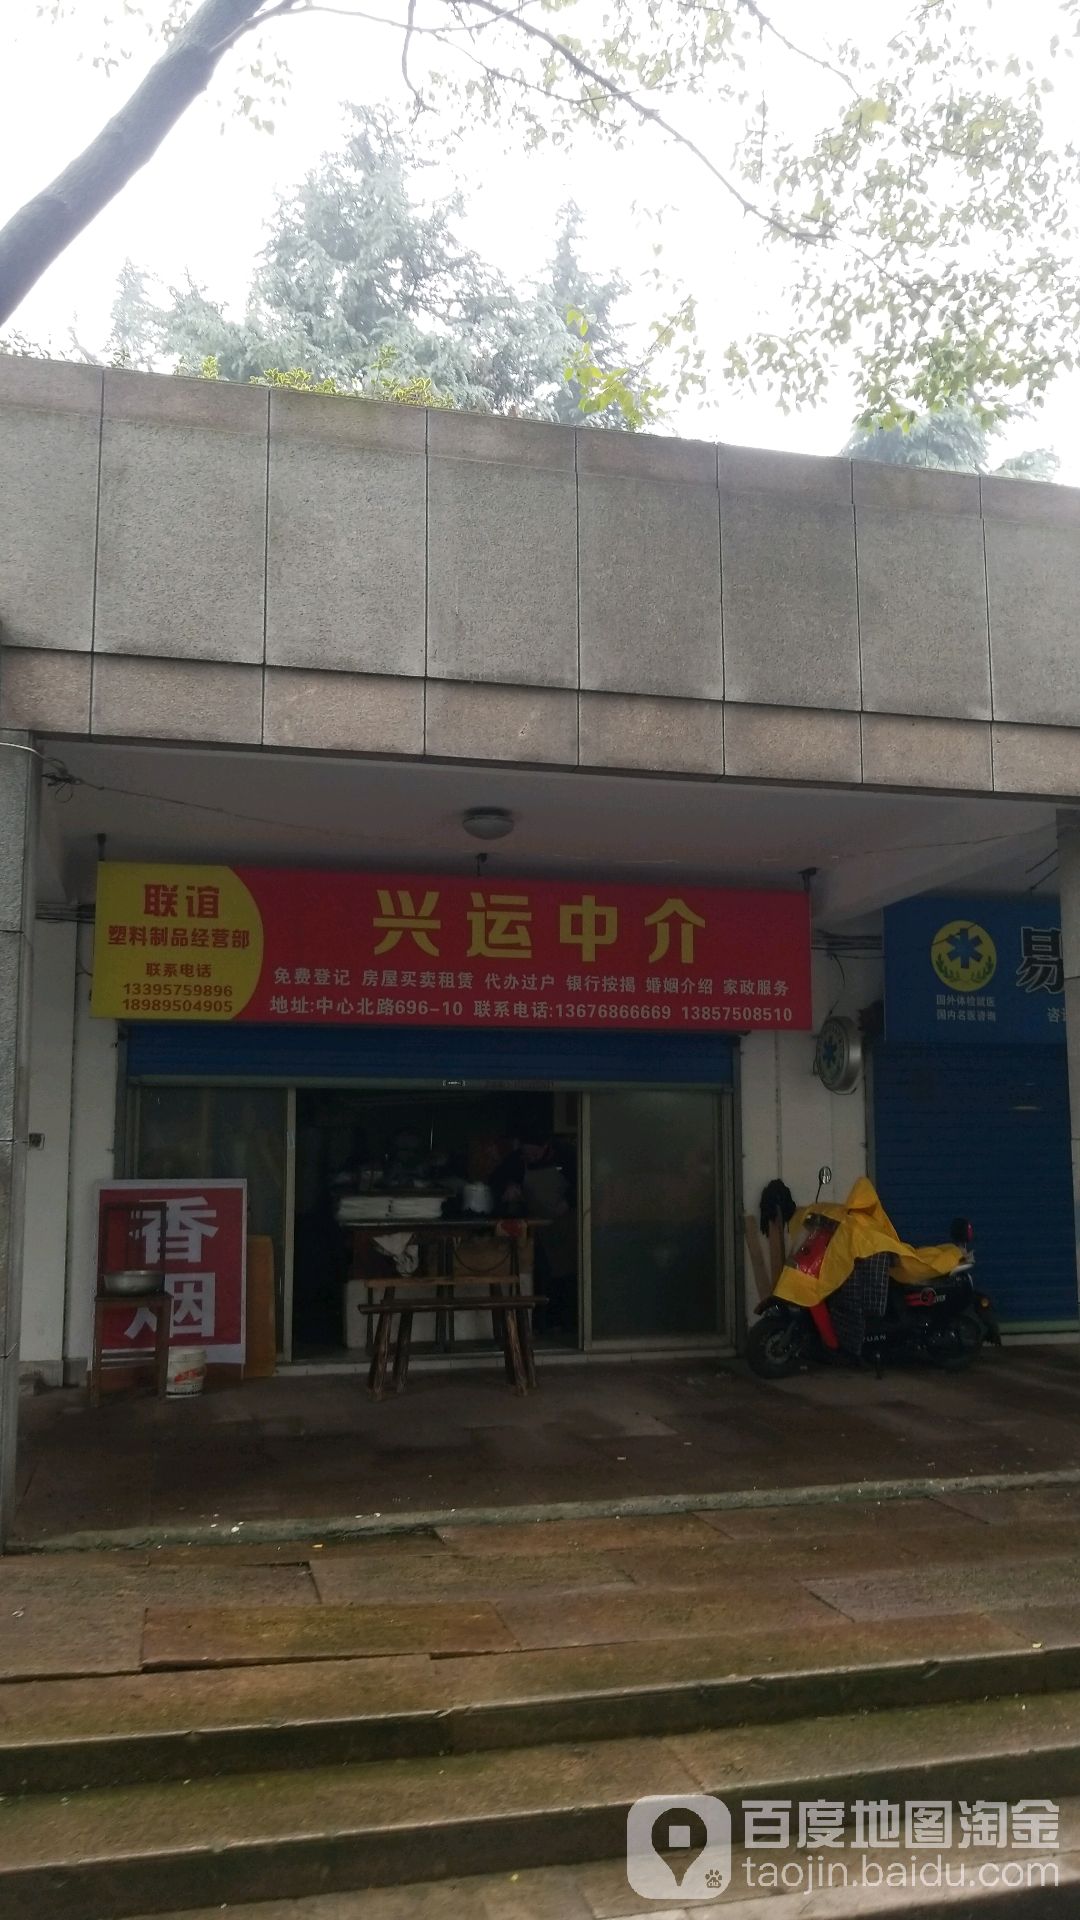 联谊
塑料制品经营部
联系电话
13395759896
18989504905
兴运中介
免费登记 房屋买卖租赁 代办过户 银行按揭 婚姻介绍 家政服务
地址:中心北路696-10 联系电话:13676866669 13857508510
易
国外体检就医
国内名医咨询
咨
香
烟
YUAN
百度地图淘金
taojin.baidu.com